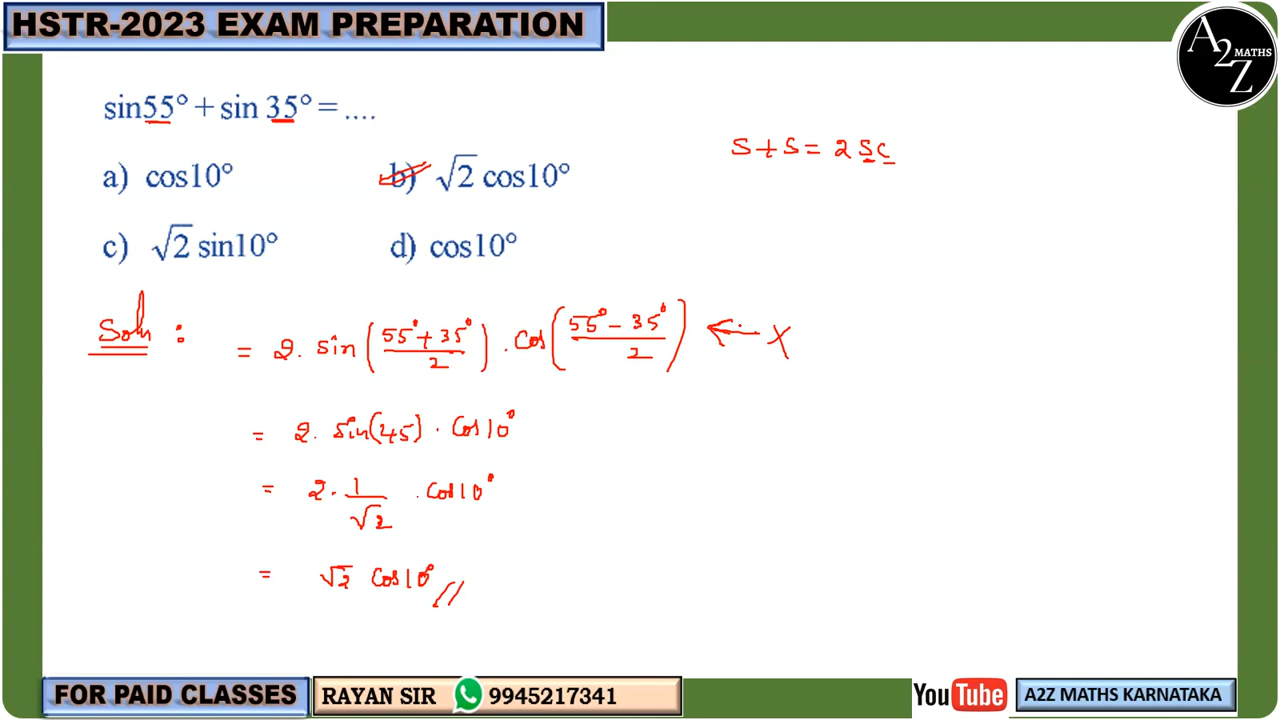 HSTR-2023 EXAM PREPARATION
A2Z MATHS
sin55° + sin 35° = ....
S + S = 2 S C
a) cos10°
b) √2 cos10°
c) √2 sin10°
d) cos10°
Soln :
= 2. sin((55° + 35°)/2) . cos((55° − 35°)/2) ← X
= 2. sin(45) . cos10°
= 2. 1/√2 . cos10°
= √2 cos10° //
FOR PAID CLASSES
RAYAN SIR 9945217341
YouTube
A2Z MATHS KARNATAKA